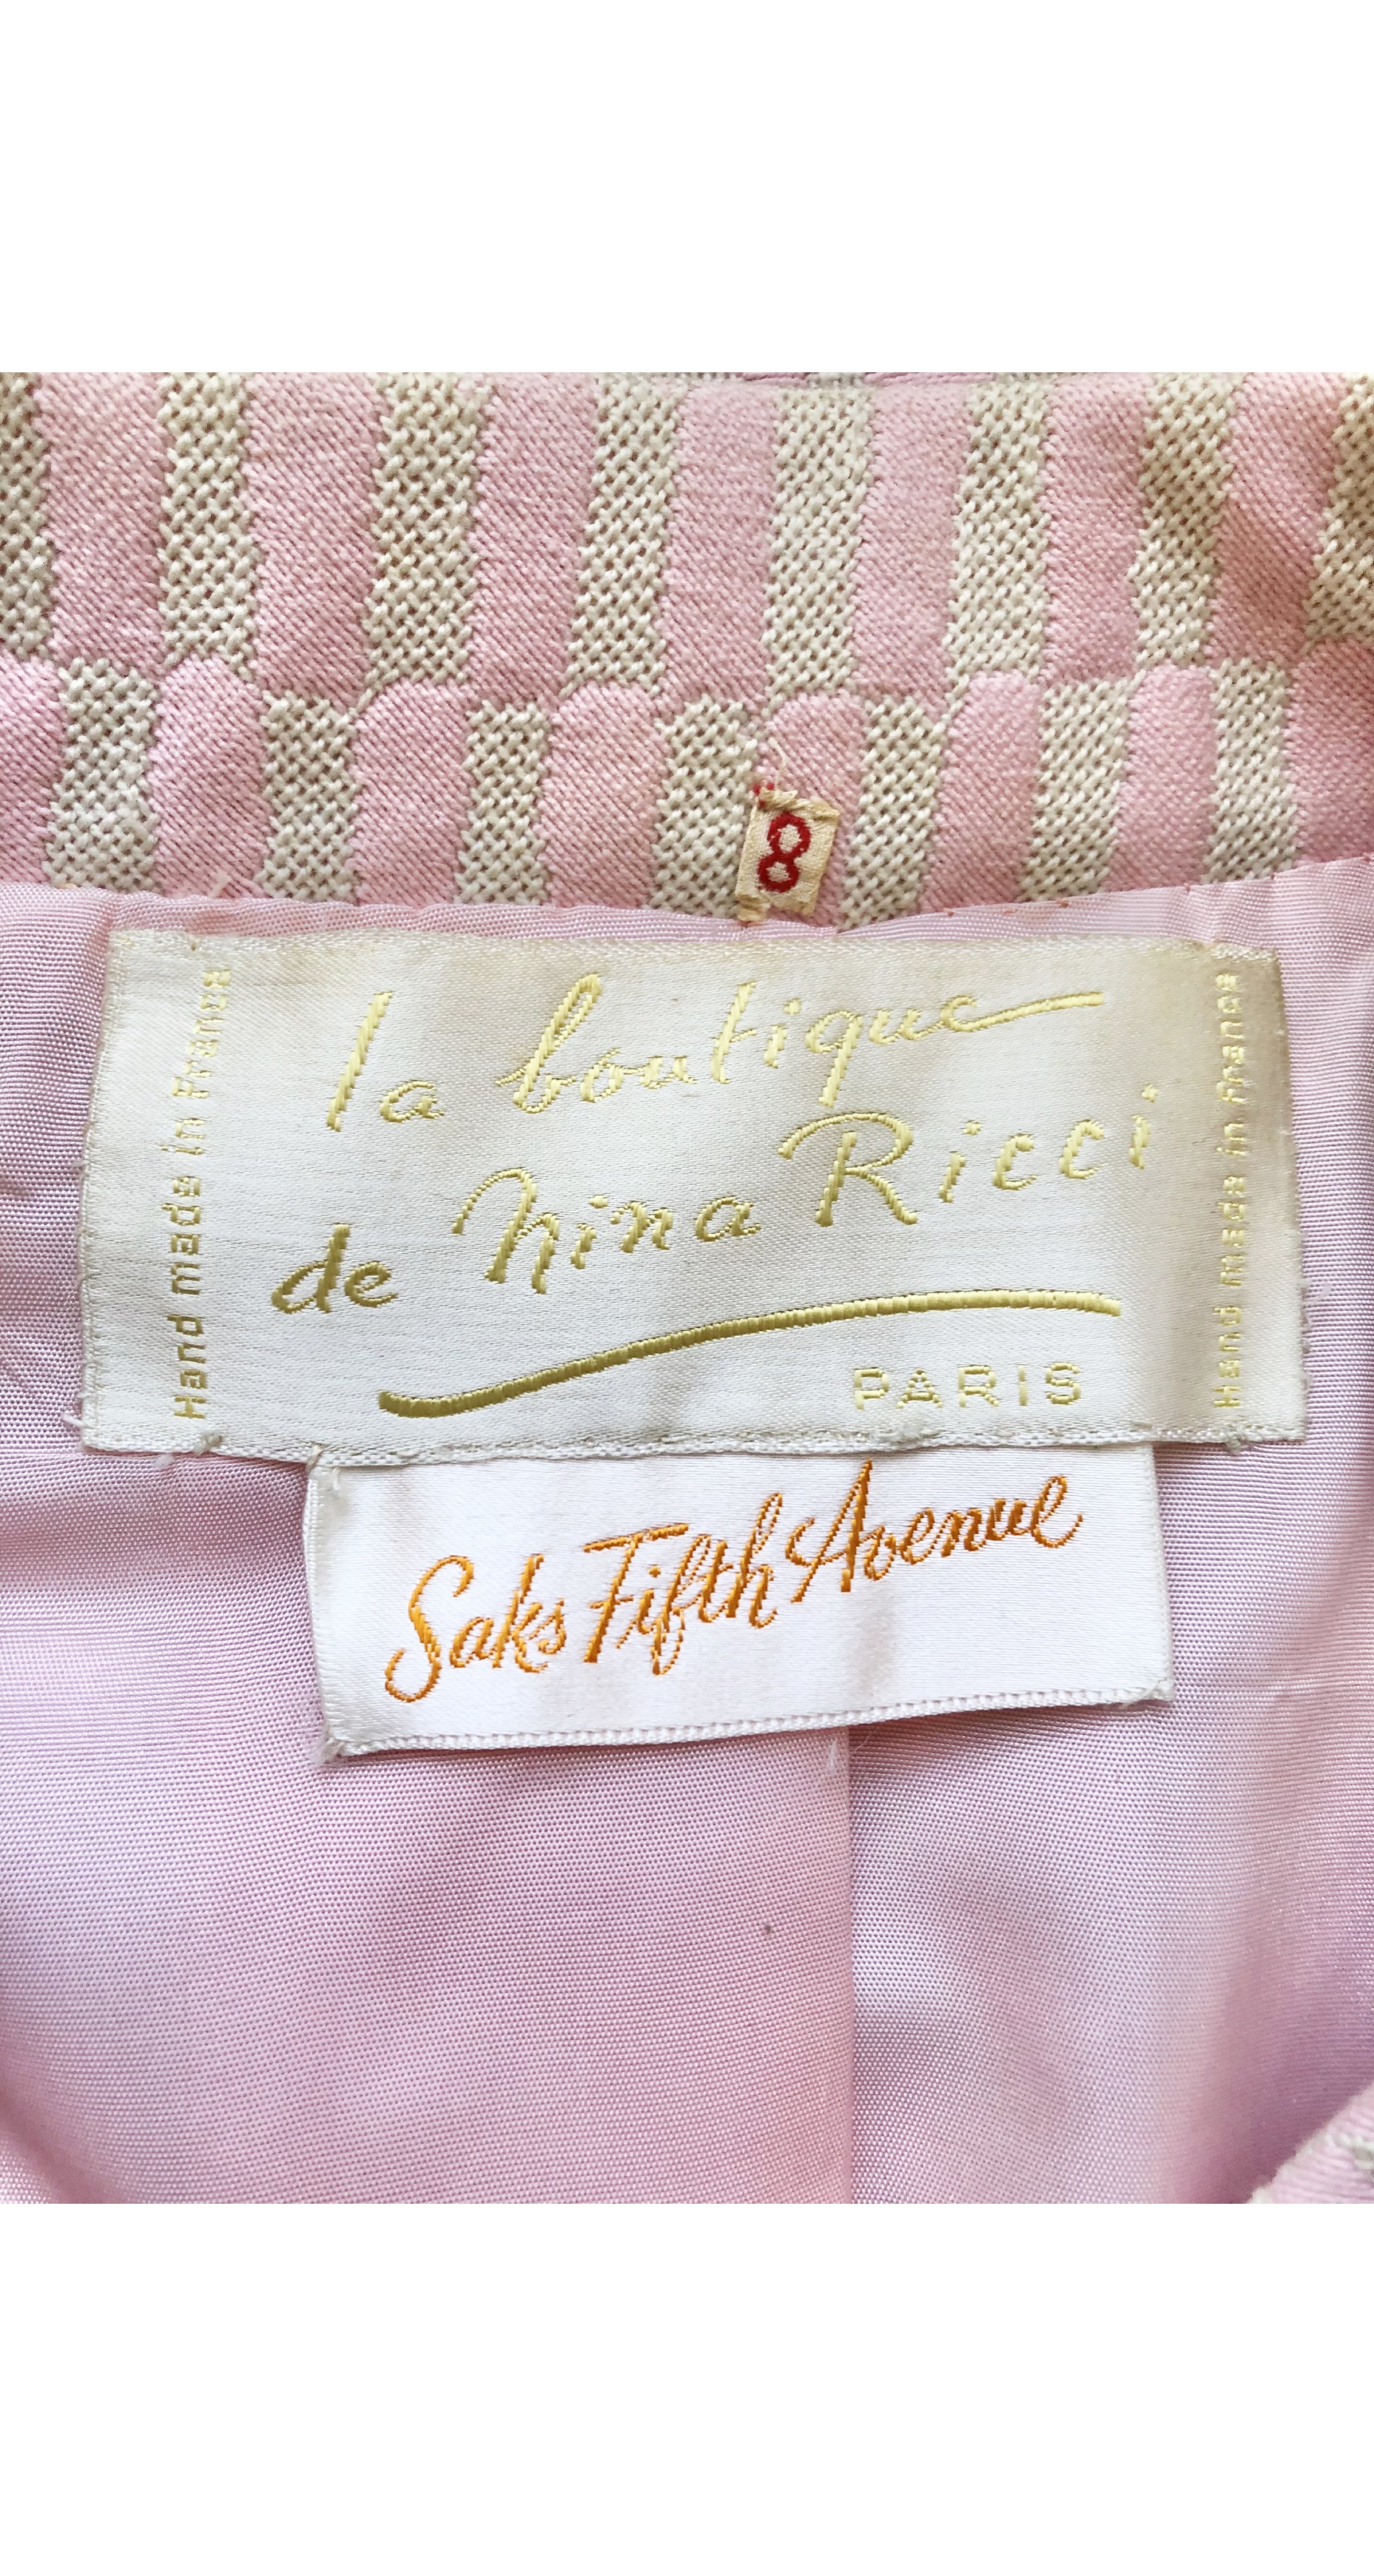 8
la boutique
de Nina Ricci
PARIS
Hand made in France
Hand made in France
Saks Fifth Avenue